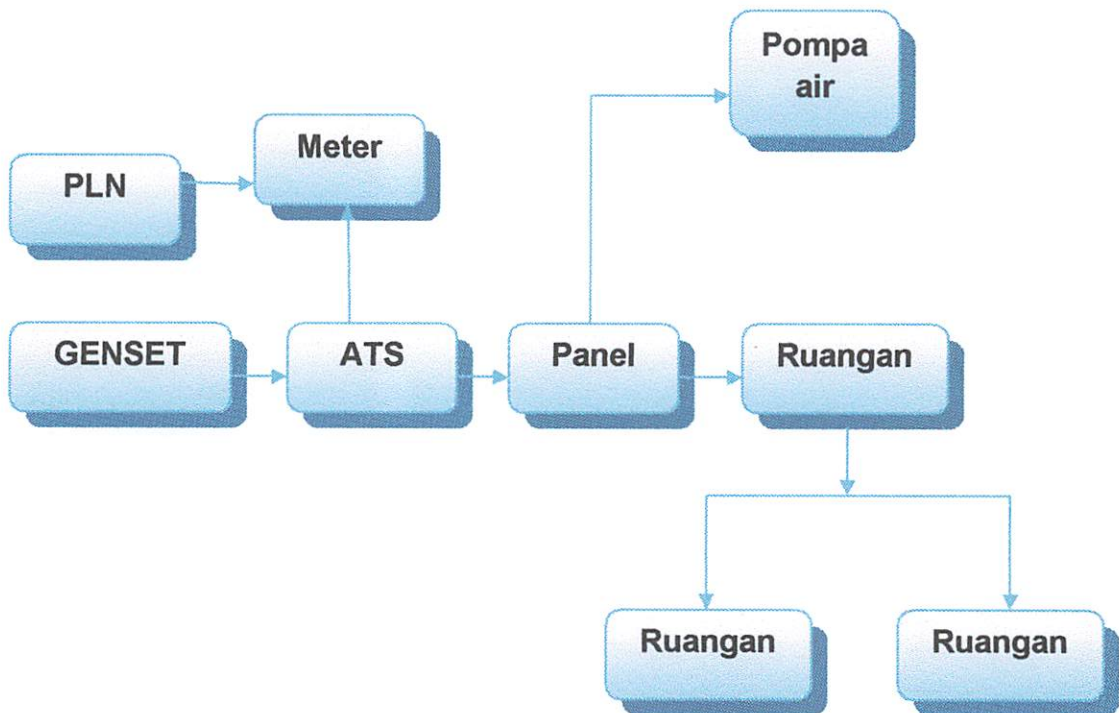 Pompa
air
Meter
PLN
GENSET
ATS
Panel
Ruangan
Ruangan
Ruangan